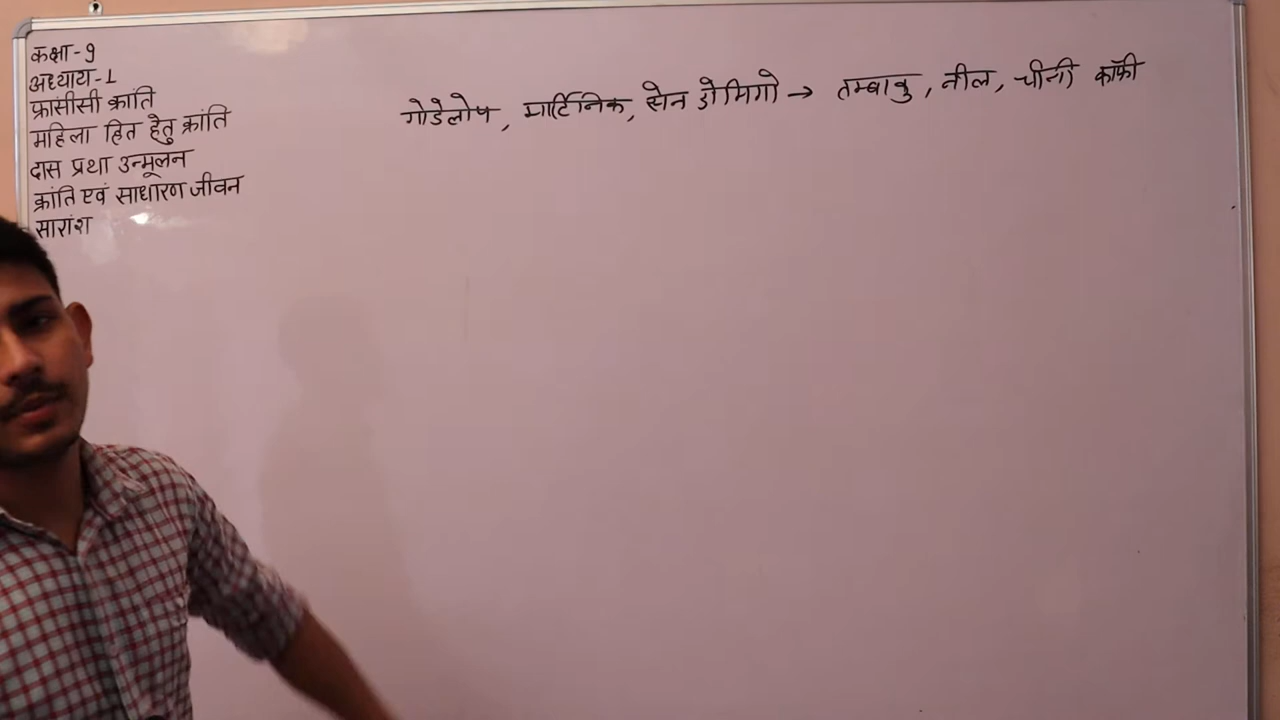 कक्षा-9
अध्याय-1
फ्रांसीसी क्रांति
महिला हित हेतु क्रांति
दास प्रथा उन्मूलन
क्रांति एवं साधारण जीवन
सारांश
गोडेलोप, मार्टिनिक, सेन डोमिगो → तम्बाकु, नील, चीनी कॉफी